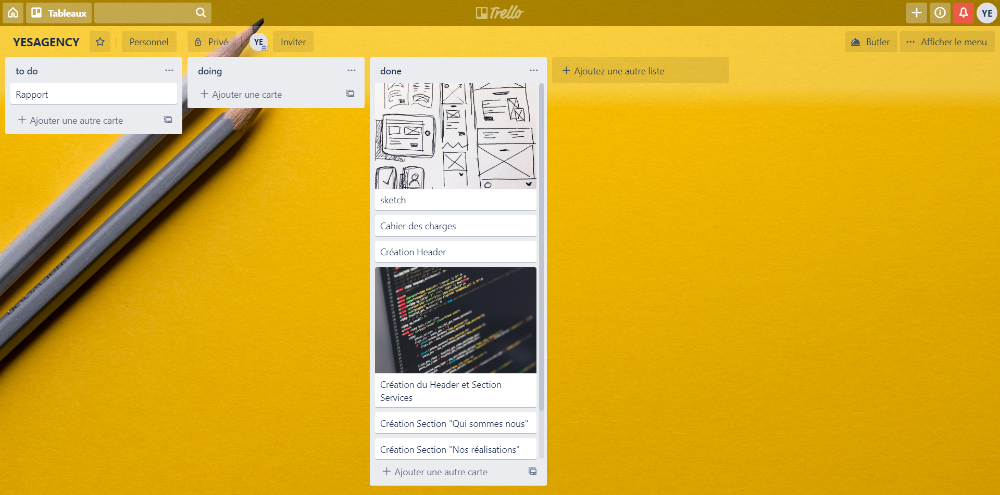 Tableaux
Trello
YE
YESAGENCY
Personnel
Privé
YE
Inviter
Butler
Afficher le menu
to do
Rapport
Ajouter une autre carte
doing
Ajouter une carte
done
sketch
Cahier des charges
Création Header
Création du Header et Section
Services
Création Section "Qui sommes nous"
Création Section "Nos réalisations"
Ajouter une autre carte
Ajoutez une autre liste